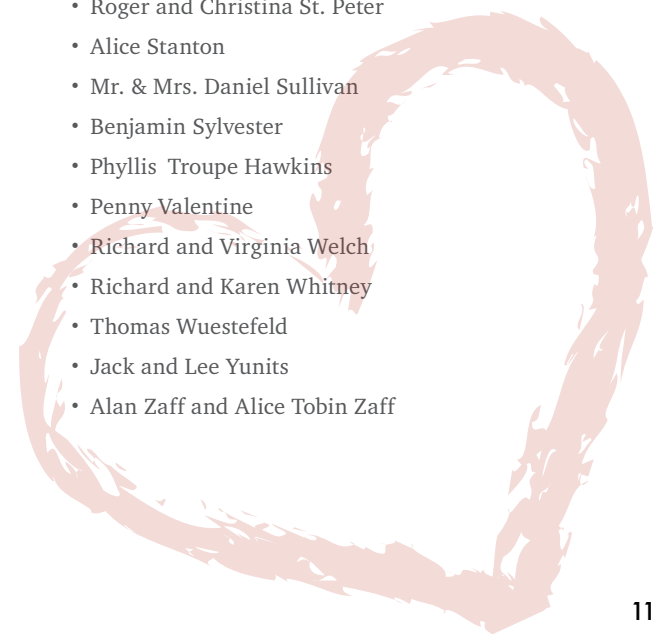 • Roger and Christina St. Peter
• Alice Stanton
• Mr. & Mrs. Daniel Sullivan
• Benjamin Sylvester
• Phyllis Troupe Hawkins
• Penny Valentine
• Richard and Virginia Welch
• Richard and Karen Whitney
• Thomas Wuestefeld
• Jack and Lee Yunits
• Alan Zaff and Alice Tobin Zaff
11